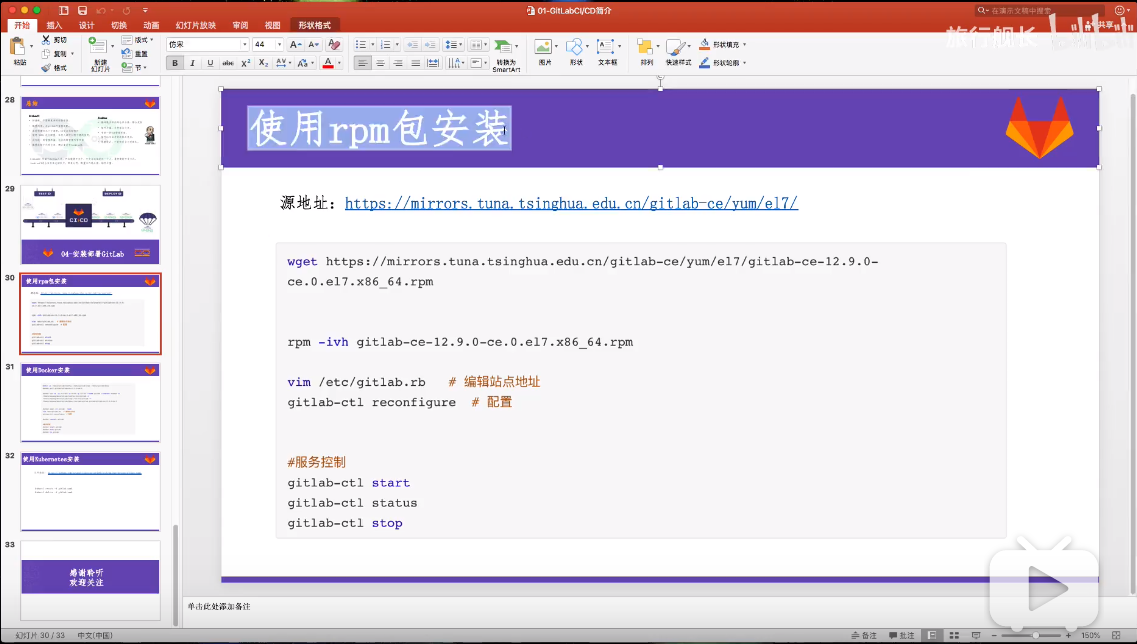 01-GitLabCI/CD简介
在演示文稿中搜索
开始 插入 设计 切换 动画 幻灯片放映 审阅 视图 形状格式
共享
旅行舰长
bilibili
粘贴
剪切
复制
格式
新建
幻灯片
版式
重置
节
仿宋 44
转换为
SmartArt
图片
形状
文本框
排列
快速样式
形状填充
形状轮廓
28
29
CI-CD
04-安装部署GitLab
30
使用rpm包安装
31
使用Docker安装
32
使用Kubernetes安装
33
感谢聆听
欢迎关注
使用rpm包安装
源地址: https://mirrors.tuna.tsinghua.edu.cn/gitlab-ce/yum/el7/
wget https://mirrors.tuna.tsinghua.edu.cn/gitlab-ce/yum/el7/gitlab-ce-12.9.0-
ce.0.el7.x86_64.rpm
rpm -ivh gitlab-ce-12.9.0-ce.0.el7.x86_64.rpm
vim /etc/gitlab.rb # 编辑站点地址
gitlab-ctl reconfigure # 配置
#服务控制
gitlab-ctl start
gitlab-ctl status
gitlab-ctl stop
单击此处添加备注
幻灯片 30 / 33 中文(中国)
备注 批注 150%